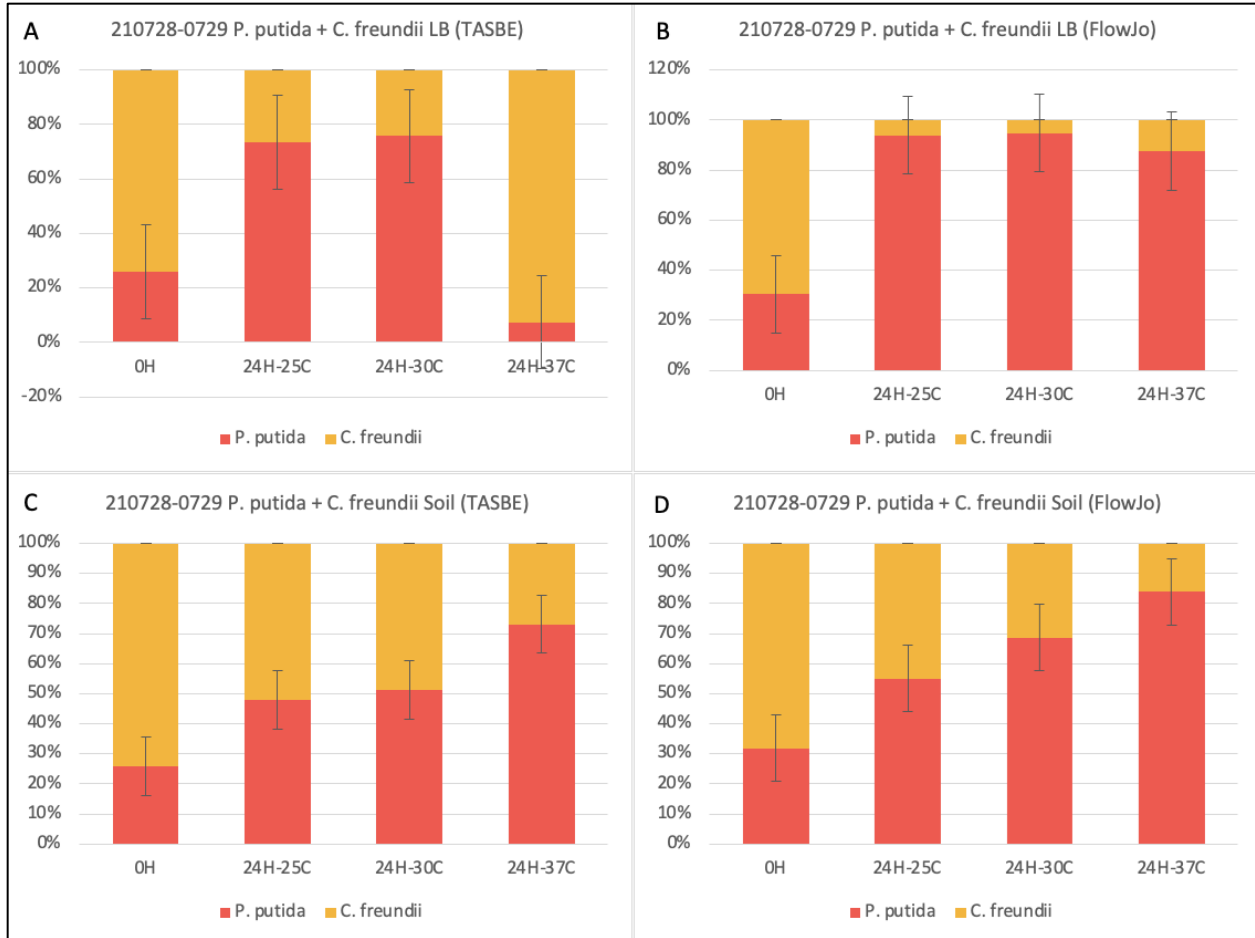 A
210728-0729 P. putida + C. freundii LB (TASBE)
100%
80%
60%
40%
20%
0%
-20%
0H
24H-25C
24H-30C
24H-37C
P. putida
C. freundii
B
210728-0729 P. putida + C. freundii LB (FlowJo)
120%
100%
80%
60%
40%
20%
0%
0H
24H-25C
24H-30C
24H-37C
P. putida
C. freundii
C
210728-0729 P. putida + C. freundii Soil (TASBE)
100%
90%
80%
70%
60%
50%
40%
30%
20%
10%
0%
0H
24H-25C
24H-30C
24H-37C
P. putida
C. freundii
D
210728-0729 P. putida + C. freundii Soil (FlowJo)
100%
90%
80%
70%
60%
50%
40%
30%
20%
10%
0%
0H
24H-25C
24H-30C
24H-37C
P. putida
C. freundii